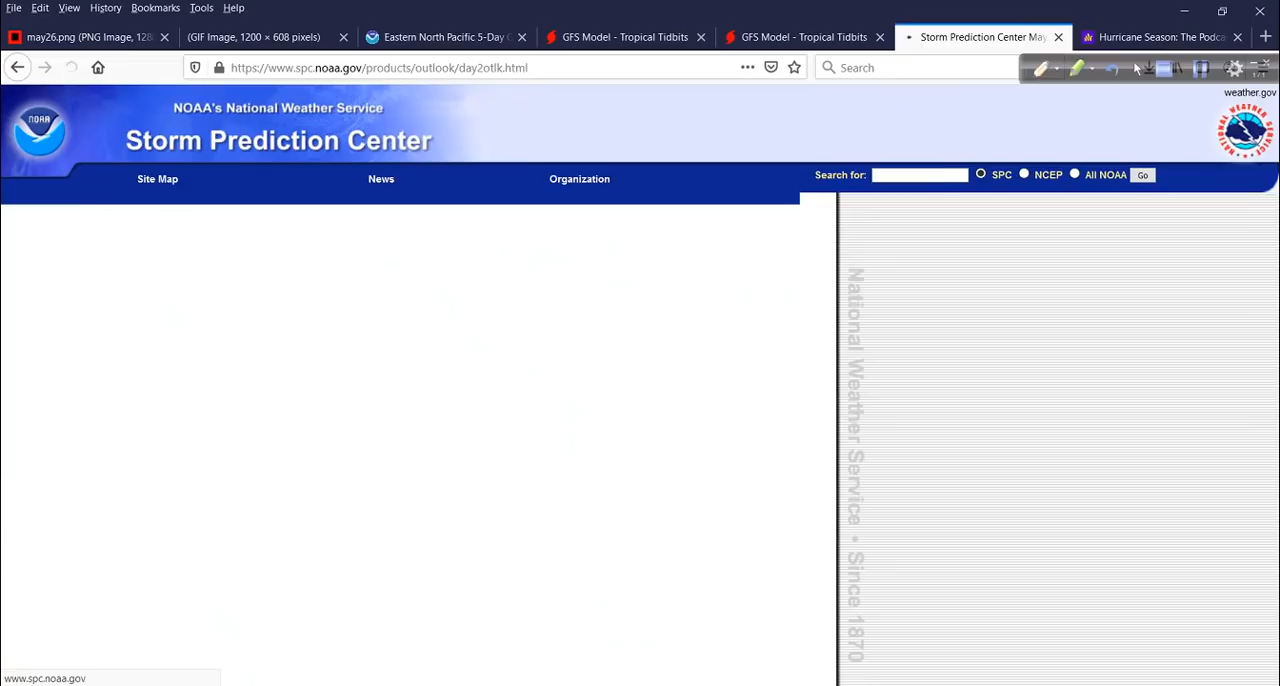 File Edit View History Bookmarks Tools Help
may26.png (PNG Image, 128
(GIF Image, 1200 × 608 pixels)
Eastern North Pacific 5-Day
GFS Model - Tropical Tidbits
GFS Model - Tropical Tidbits
Storm Prediction Center May
Hurricane Season: The Podca
https://www.spc.noaa.gov/products/outlook/day2otlk.html
Search
weather.gov
NOAA's National Weather Service
NOAA
Storm Prediction Center
Site Map
News
Organization
Search for:
SPC
NCEP
All NOAA
Go
National Weather Service • Since 1870
www.spc.noaa.gov